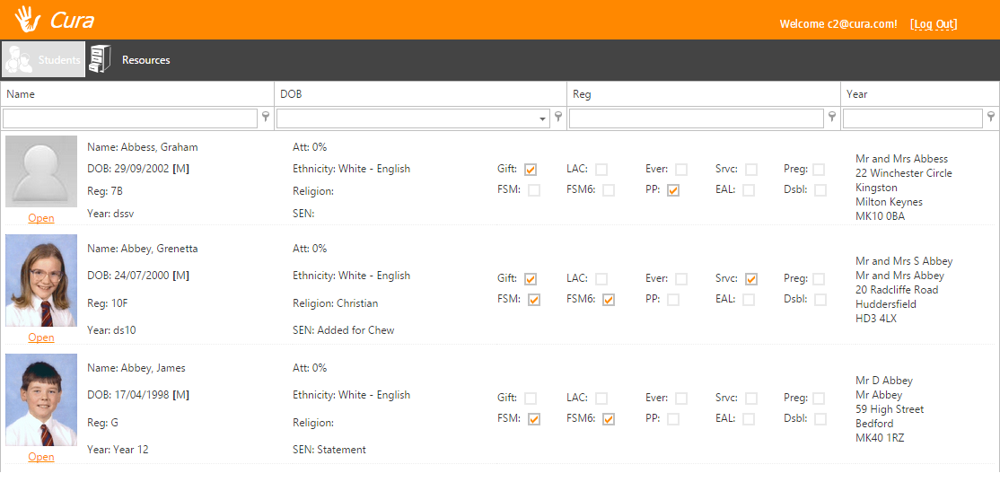 Cura
Welcome c2@cura.com! [Log Out]
Students Resources
Name DOB Reg Year
Name: Abbess, Graham Att: 0%
DOB: 29/09/2002 [M] Ethnicity: White - English
Reg: 7B Religion:
Year: dssv SEN:
Gift: LAC: Ever: Srvc: Preg:
FSM: FSM6: PP: EAL: Dsbl:
Mr and Mrs Abbess
22 Winchester Circle
Kingston
Milton Keynes
MK10 0BA
Open
Name: Abbey, Grenetta Att: 0%
DOB: 24/07/2000 [M] Ethnicity: White - English
Reg: 10F Religion: Christian
Year: ds10 SEN: Added for Chew
Gift: LAC: Ever: Srvc: Preg:
FSM: FSM6: PP: EAL: Dsbl:
Mr and Mrs S Abbey
Mr and Mrs Abbey
20 Radcliffe Road
Huddersfield
HD3 4LX
Open
Name: Abbey, James Att: 0%
DOB: 17/04/1998 [M] Ethnicity: White - English
Reg: G Religion:
Year: Year 12 SEN: Statement
Gift: LAC: Ever: Srvc: Preg:
FSM: FSM6: PP: EAL: Dsbl:
Mr D Abbey
Mr Abbey
59 High Street
Bedford
MK40 1RZ
Open